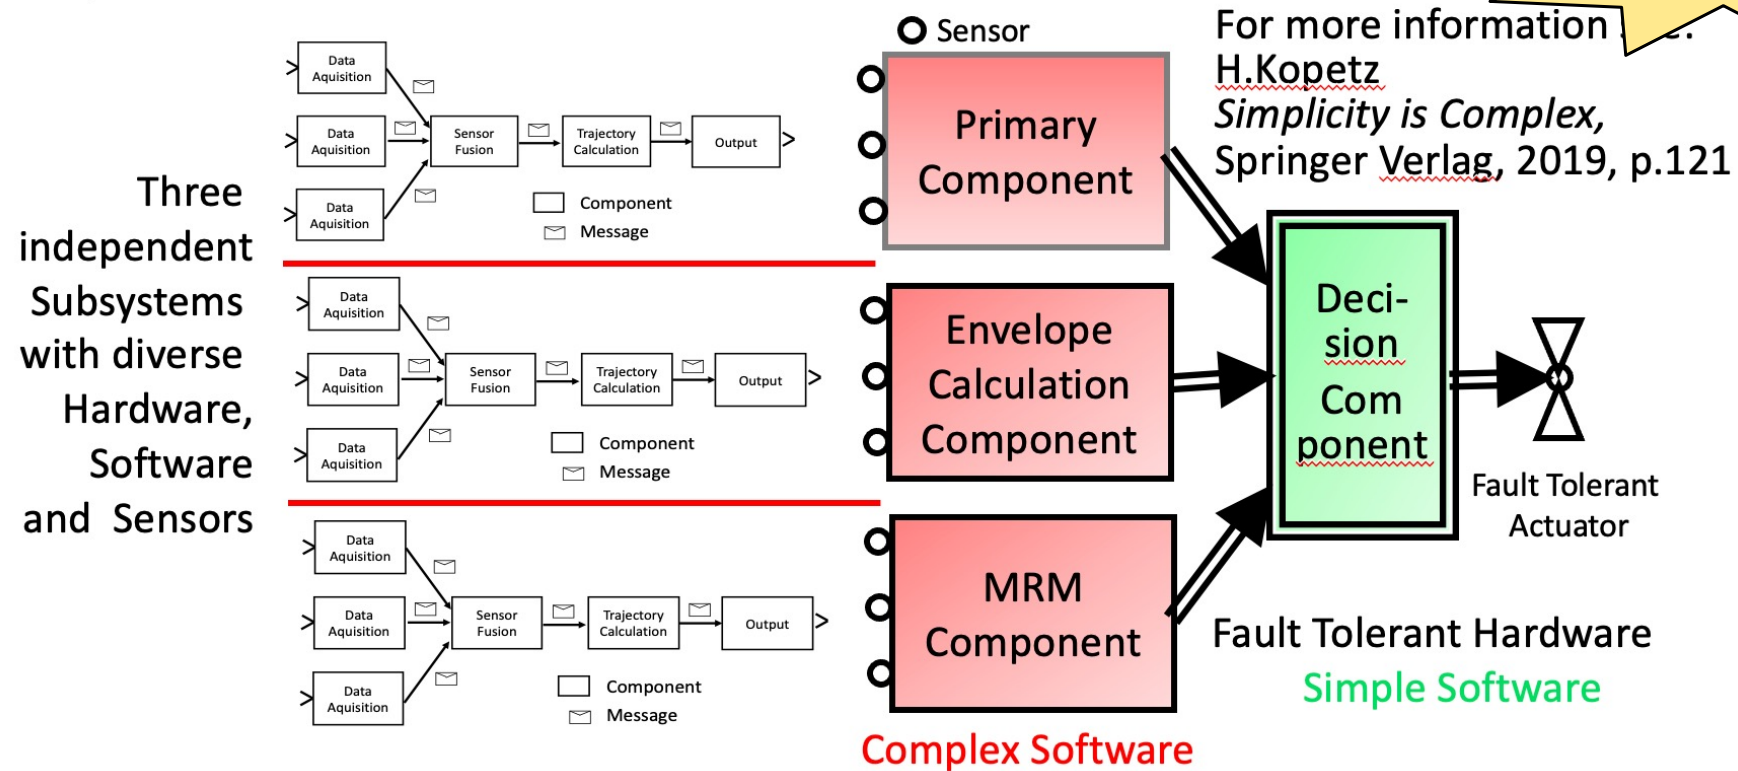 Three
independent
Subsystems
with diverse
Hardware,
Software
and Sensors
Data
Aquisition
Data
Aquisition
Data
Aquisition
Sensor
Fusion
Trajectory
Calculation
Output
Component
Message
Data
Aquisition
Data
Aquisition
Data
Aquisition
Sensor
Fusion
Trajectory
Calculation
Output
Component
Message
Data
Aquisition
Data
Aquisition
Data
Aquisition
Sensor
Fusion
Trajectory
Calculation
Output
Component
Message
Sensor
Primary
Component
Envelope
Calculation
Component
MRM
Component
Complex Software
For more information
H.Kopetz
Simplicity is Complex,
Springer Verlag, 2019, p.121
Deci-
sion
Com
ponent
Fault Tolerant
Actuator
Fault Tolerant Hardware
Simple Software